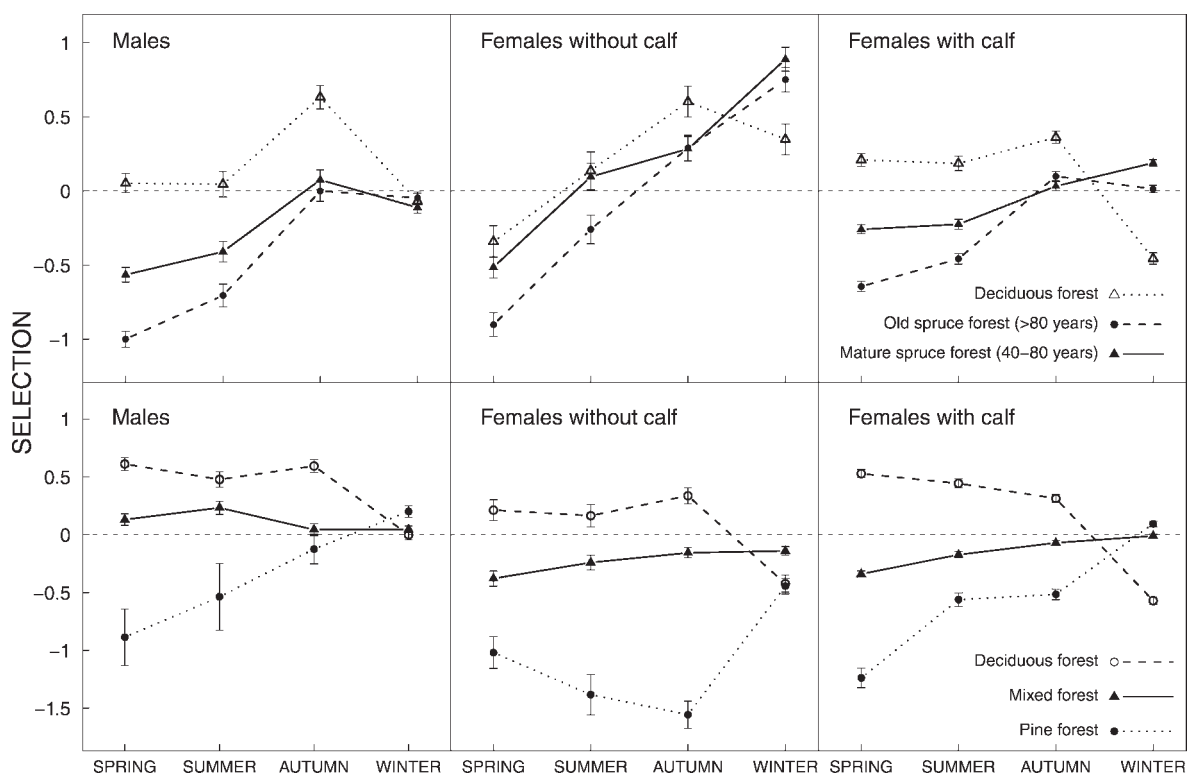 Males
Females without calf
Females with calf
1
0.5
0
−0.5
−1
Deciduous forest
Old spruce forest (>80 years)
Mature spruce forest (40−80 years)
SELECTION
Males
Females without calf
Females with calf
1
0.5
0
−0.5
−1
−1.5
Deciduous forest
Mixed forest
Pine forest
SPRING SUMMER AUTUMN WINTER
SPRING SUMMER AUTUMN WINTER
SPRING SUMMER AUTUMN WINTER